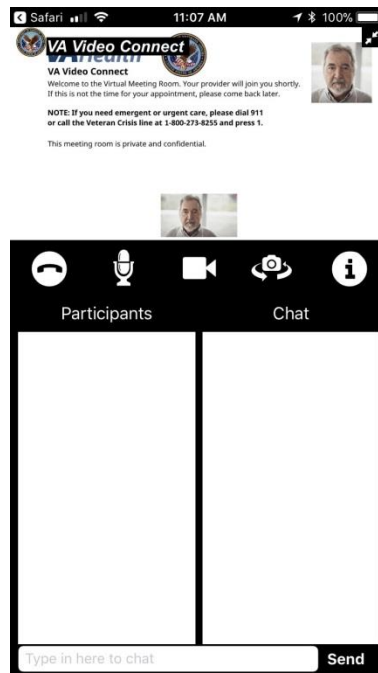 Safari
11:07 AM
100%
VA Video Connect
VAHealth
VA Video Connect
Welcome to the Virtual Meeting Room. Your provider will join you shortly.
If this is not the time for your appointment, please come back later.
NOTE: If you need emergent or urgent care, please dial 911
or call the Veteran Crisis line at 1-800-273-8255 and press 1.
This meeting room is private and confidential.
Participants
Chat
Type in here to chat
Send